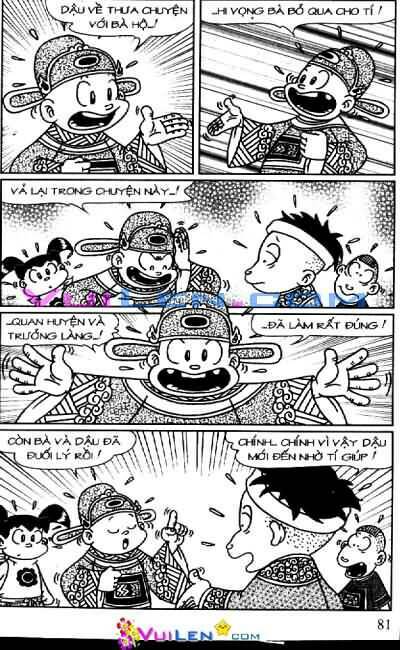 DẬU VỀ THƯA CHUYỆN
VỚI BÀ HỘ...!
...HI VỌNG BÀ BỎ QUA CHO TÍ !
VẢ LẠI TRONG CHUYỆN NÀY...!
VUILEN.COM
...QUAN HUYỆN VÀ
TRƯỞNG LÀNG...!
...ĐÃ LÀM RẤT ĐÚNG !
CÒN BÀ VÀ DẬU ĐÃ
ĐUỐI LÝ RỒI !
CHÍNH... CHÍNH VÌ VẬY DẬU
MỚI ĐẾN NHỜ TÍ GIÚP !
81
VUILEN.COM